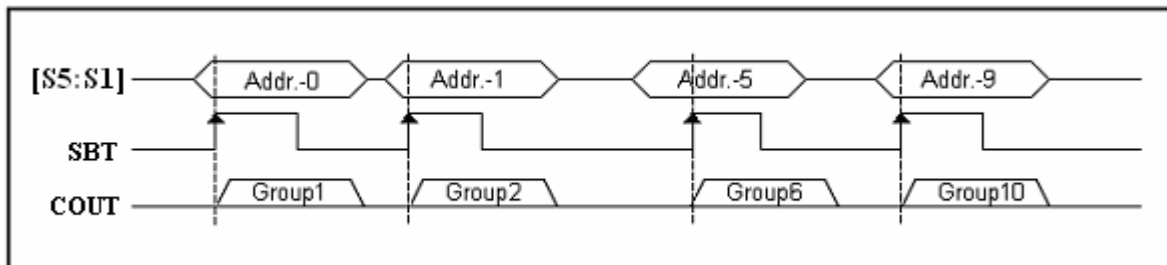 [S5:S1] Addr.-0 Addr.-1 Addr.-5 Addr.-9
SBT
COUT Group1 Group2 Group6 Group10